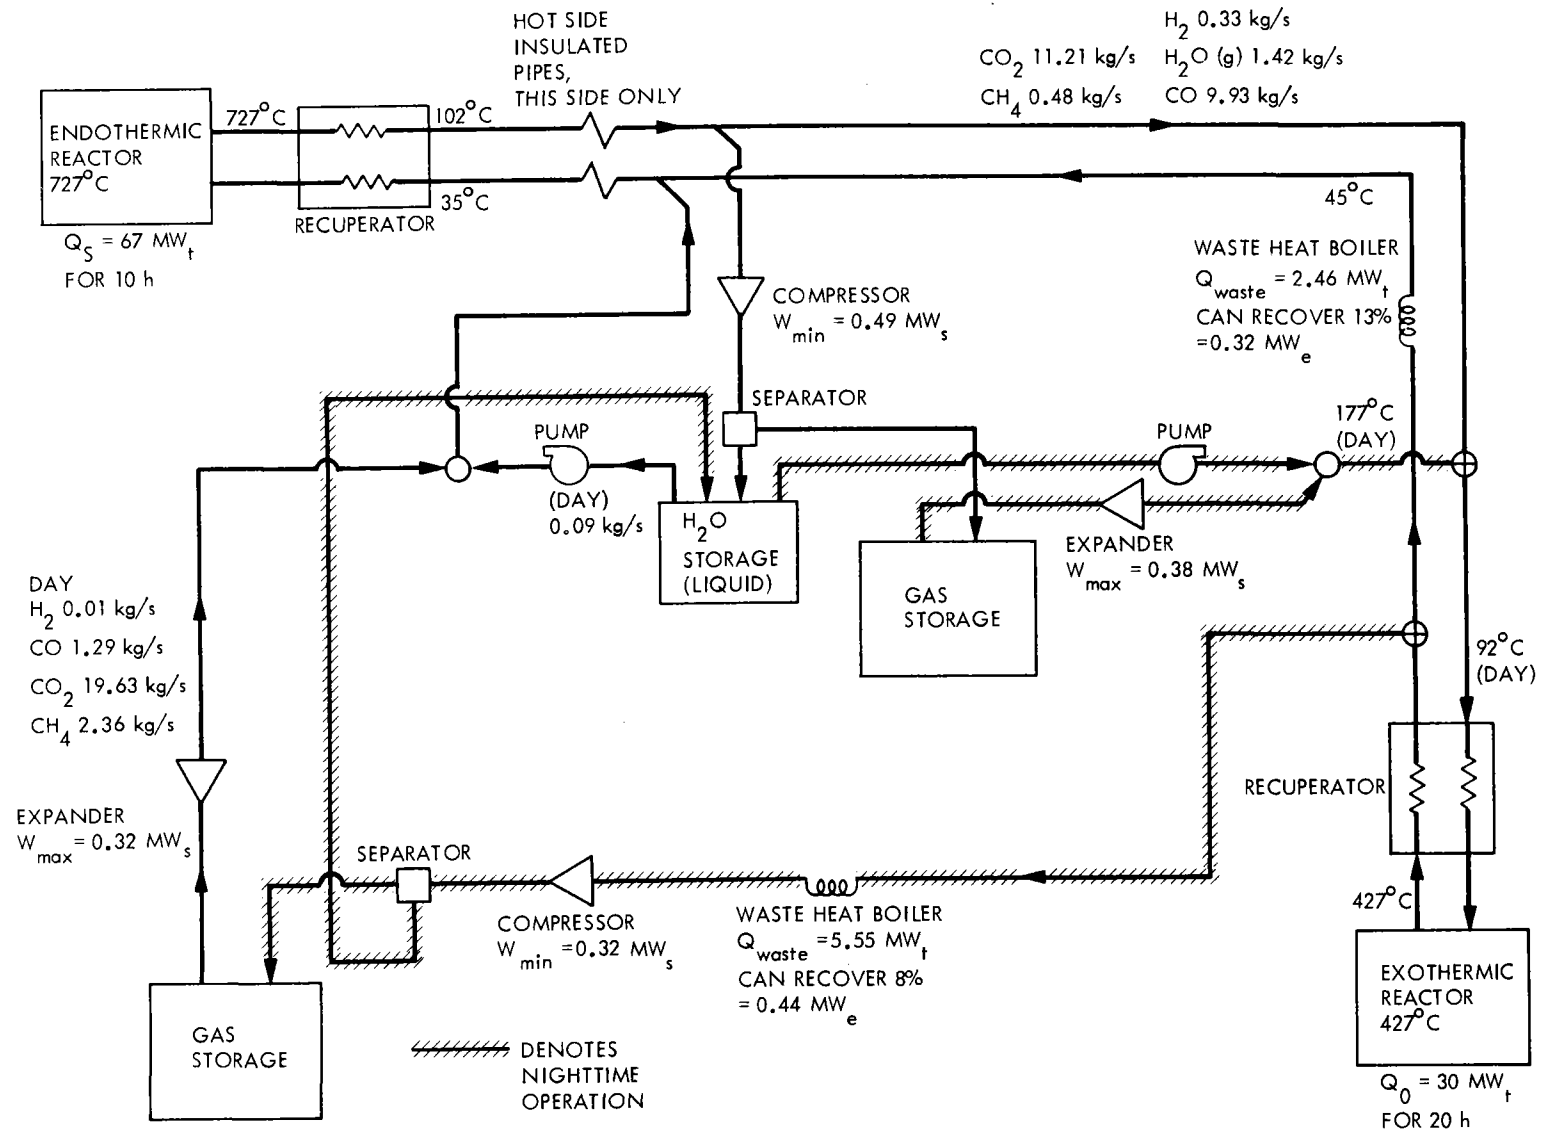 HOT SIDE
INSULATED
PIPES,
THIS SIDE ONLY
H2 0.33 kg/s
CO2 11.21 kg/s H2O (g) 1.42 kg/s
CH4 0.48 kg/s CO 9.93 kg/s
ENDOTHERMIC
REACTOR
727°C
727°C
102°C
35°C
RECUPERATOR
QS = 67 MWt
FOR 10 h
45°C
WASTE HEAT BOILER
Qwaste = 2.46 MWt
CAN RECOVER 13%
=0.32 MWe
COMPRESSOR
Wmin = 0.49 MWs
SEPARATOR
177°C
(DAY)
PUMP
(DAY)
0.09 kg/s
PUMP
H2O
STORAGE
(LIQUID)
EXPANDER
Wmax = 0.38 MWs
GAS
STORAGE
DAY
H2 0.01 kg/s
CO 1.29 kg/s
CO2 19.63 kg/s
CH4 2.36 kg/s
92°C
(DAY)
RECUPERATOR
EXPANDER
Wmax = 0.32 MWs
SEPARATOR
COMPRESSOR
Wmin =0.32 MWs
WASTE HEAT BOILER
Qwaste =5.55 MWt
CAN RECOVER 8%
= 0.44 MWe
427°C
EXOTHERMIC
REACTOR
427°C
Q0 = 30 MWt
FOR 20 h
GAS
STORAGE
DENOTES
NIGHTTIME
OPERATION